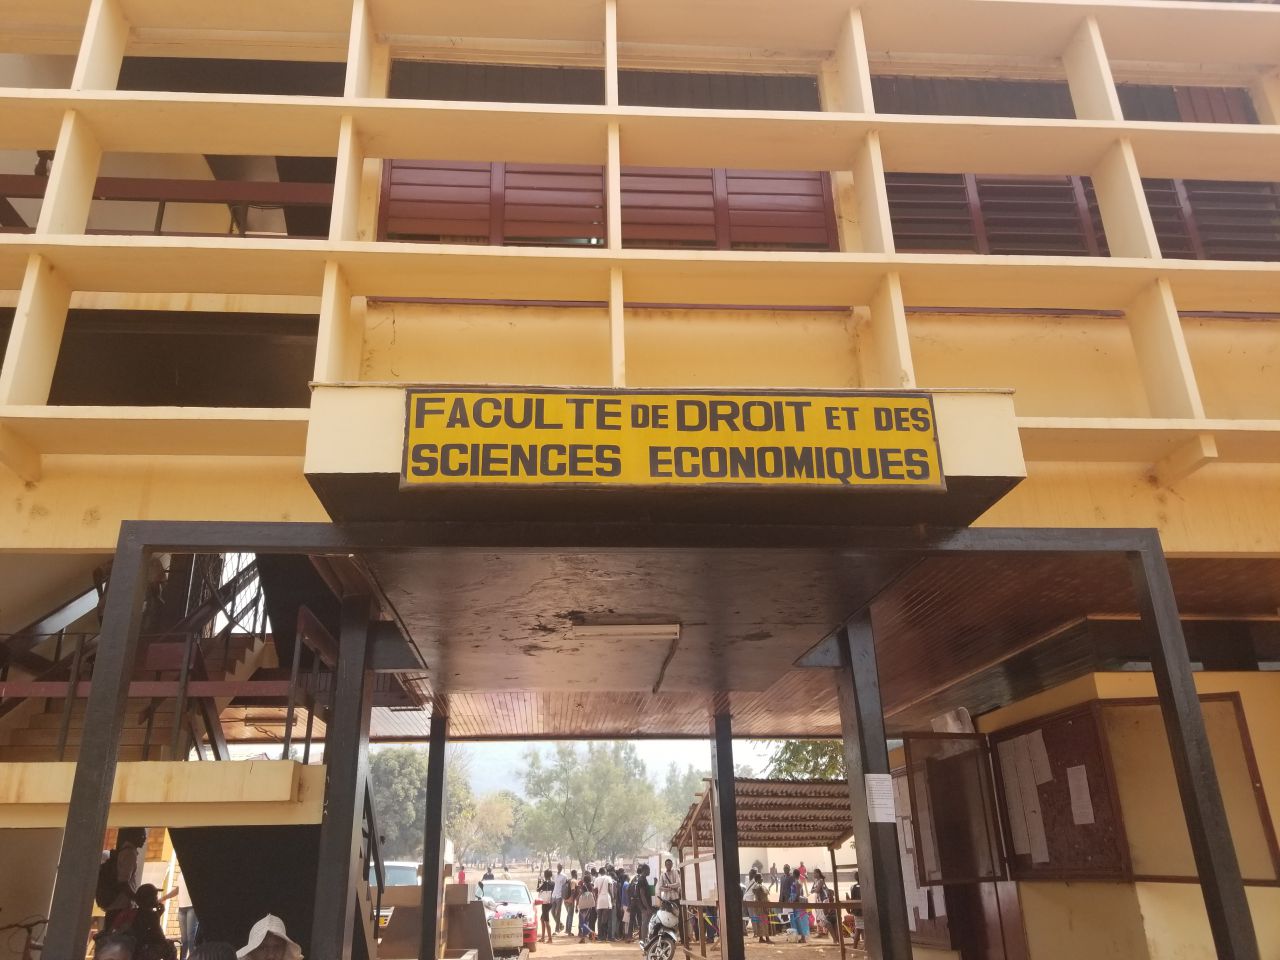 FACULTE DE DROIT ET DES
SCIENCES ECONOMIQUES